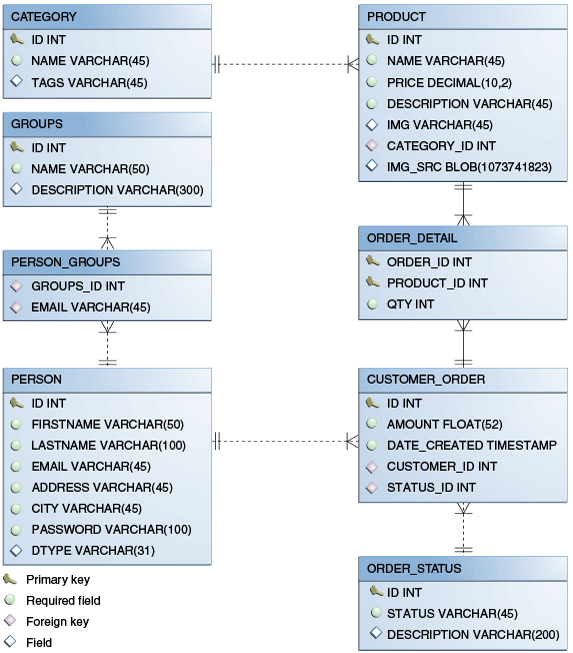 CATEGORY
ID INT
NAME VARCHAR(45)
TAGS VARCHAR(45)
GROUPS
ID INT
NAME VARCHAR(50)
DESCRIPTION VARCHAR(300)
PERSON_GROUPS
GROUPS_ID INT
EMAIL VARCHAR(45)
PERSON
ID INT
FIRSTNAME VARCHAR(50)
LASTNAME VARCHAR(100)
EMAIL VARCHAR(45)
ADDRESS VARCHAR(45)
CITY VARCHAR(45)
PASSWORD VARCHAR(100)
DTYPE VARCHAR(31)
Primary key
Required field
Foreign key
Field
PRODUCT
ID INT
NAME VARCHAR(45)
PRICE DECIMAL(10,2)
DESCRIPTION VARCHAR(45)
IMG VARCHAR(45)
CATEGORY_ID INT
IMG_SRC BLOB(1073741823)
ORDER_DETAIL
ORDER_ID INT
PRODUCT_ID INT
QTY INT
CUSTOMER_ORDER
ID INT
AMOUNT FLOAT(52)
DATE_CREATED TIMESTAMP
CUSTOMER_ID INT
STATUS_ID INT
ORDER_STATUS
ID INT
STATUS VARCHAR(45)
DESCRIPTION VARCHAR(200)